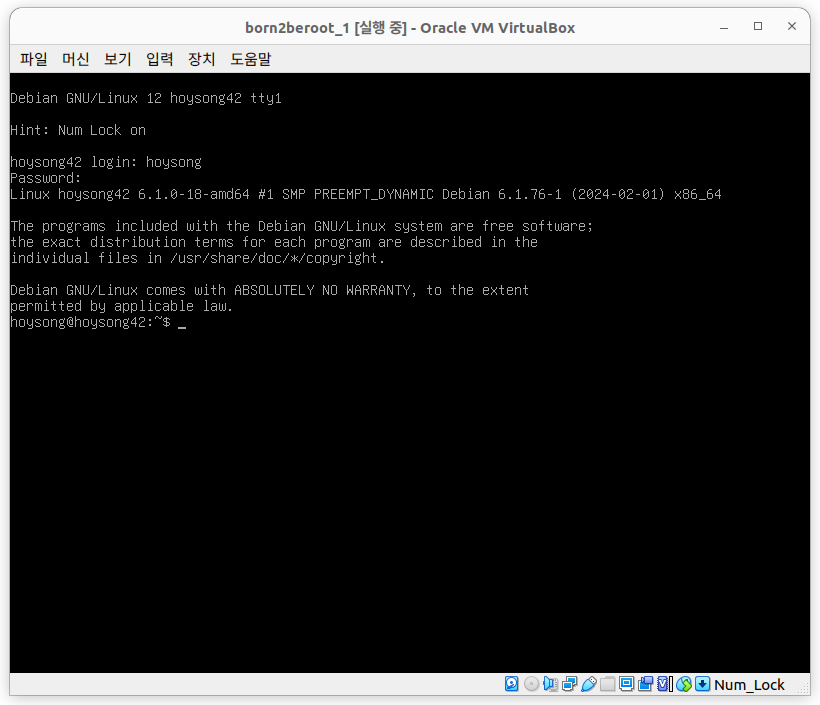 born2beroot_1 [실행 중] - Oracle VM VirtualBox
파일 머신 보기 입력 장치 도움말
Debian GNU/Linux 12 hoysong42 tty1
Hint: Num Lock on
hoysong42 login: hoysong
Password:
Linux hoysong42 6.1.0-18-amd64 #1 SMP PREEMPT_DYNAMIC Debian 6.1.76-1 (2024-02-01) x86_64
The programs included with the Debian GNU/Linux system are free software;
the exact distribution terms for each program are described in the
individual files in /usr/share/doc/*/copyright.
Debian GNU/Linux comes with ABSOLUTELY NO WARRANTY, to the extent
permitted by applicable law.
hoysong@hoysong42:~$ _
Num_Lock